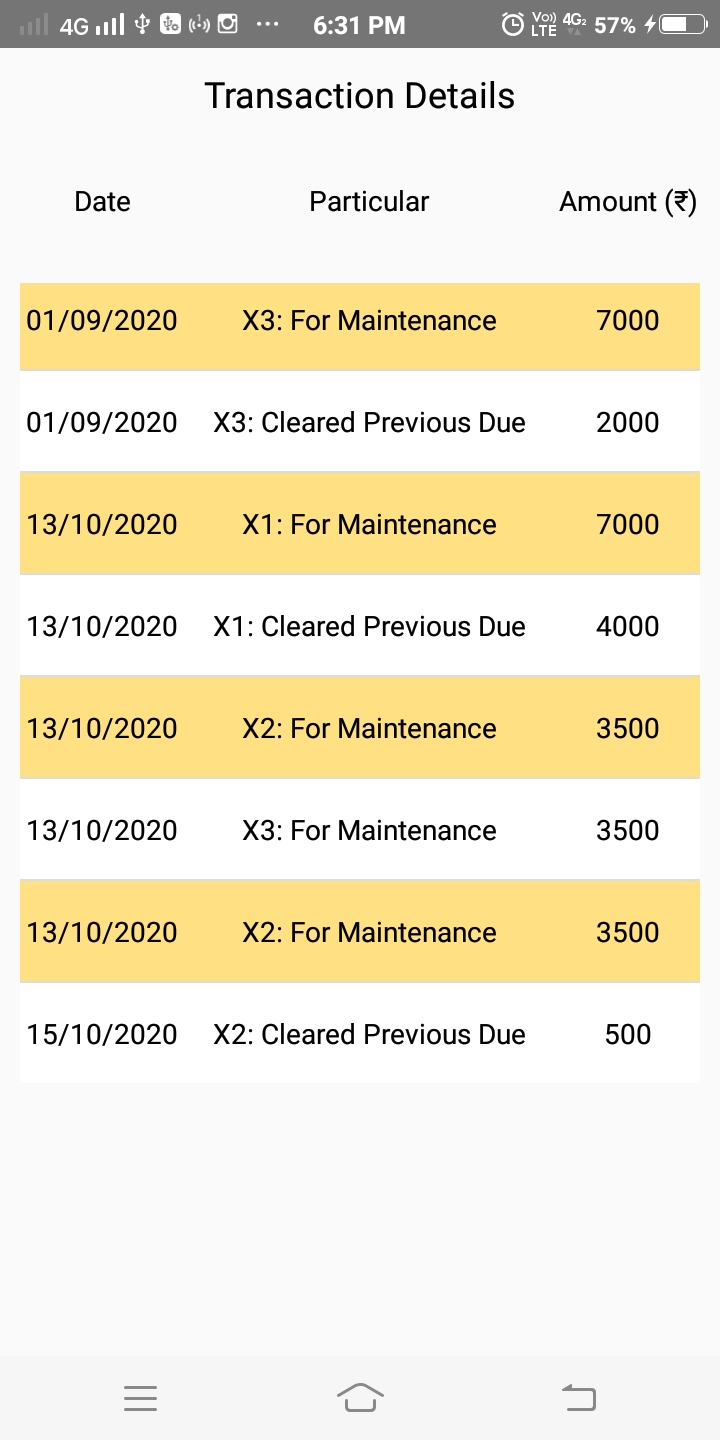 4G 6:31 PM Vo)) LTE 4G2 57%
Transaction Details
Date Particular Amount (₹)
01/09/2020 X3: For Maintenance 7000
01/09/2020 X3: Cleared Previous Due 2000
13/10/2020 X1: For Maintenance 7000
13/10/2020 X1: Cleared Previous Due 4000
13/10/2020 X2: For Maintenance 3500
13/10/2020 X3: For Maintenance 3500
13/10/2020 X2: For Maintenance 3500
15/10/2020 X2: Cleared Previous Due 500